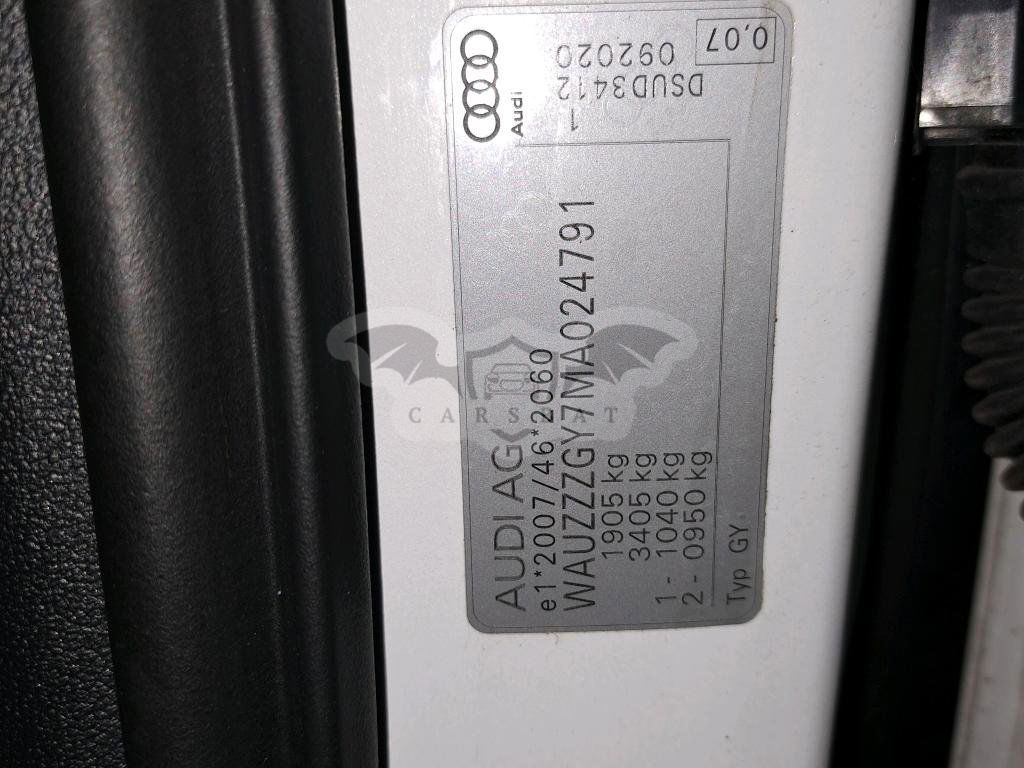 AUDI AG
e1*2007/46*2060
WAUZZZGY7MA024791
1905 kg
3405 kg
1 - 1040 kg
2 - 0950 kg
Typ GY
Audi
DSUD3412
092020
0,07
CARSBAT